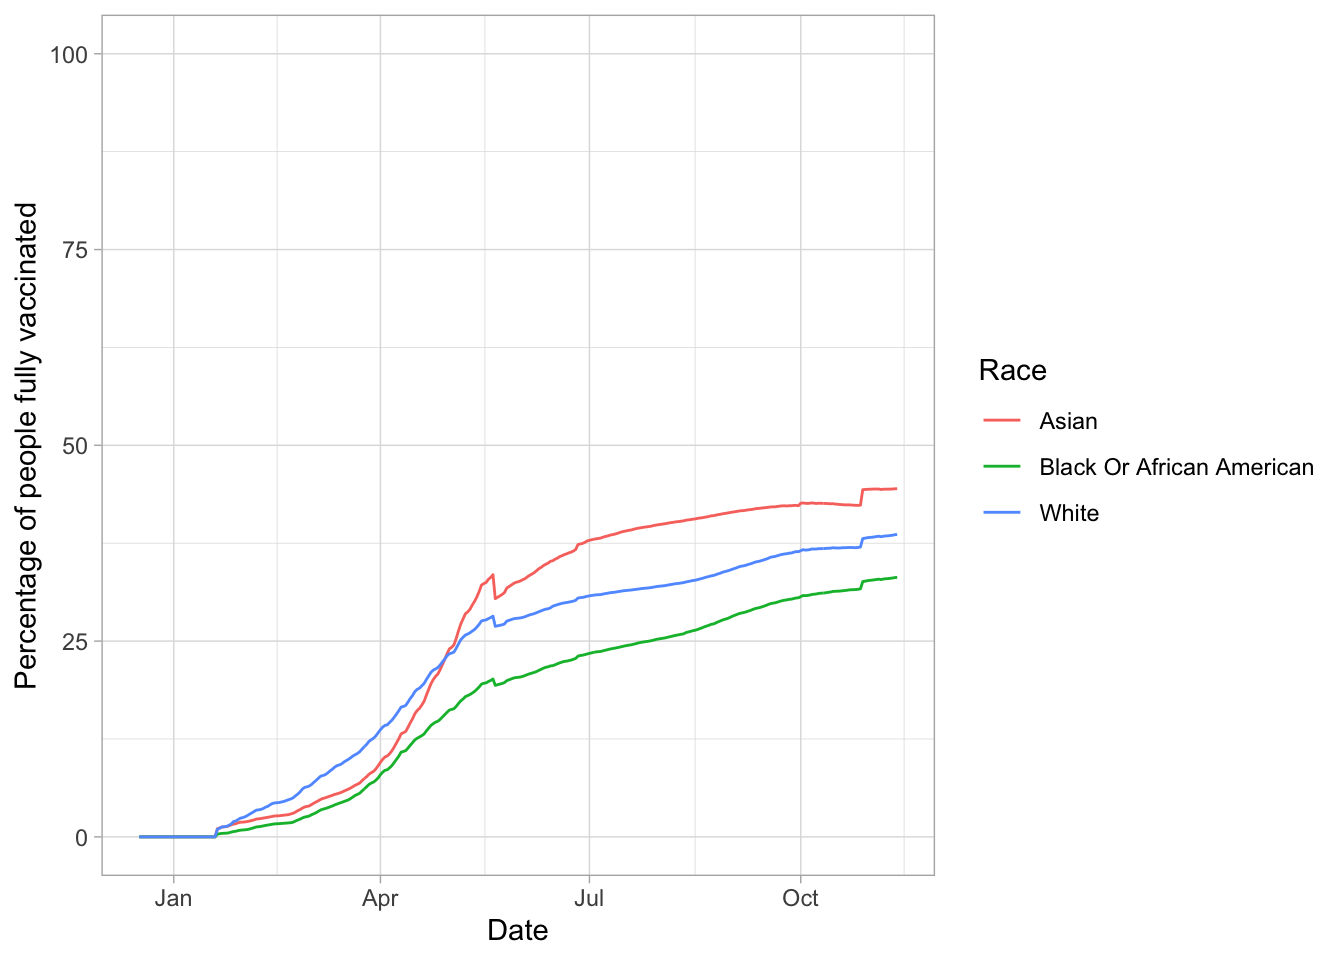 100
75
50
25
0
Percentage of people fully vaccinated
Jan
Apr
Jul
Oct
Date
Race
Asian
Black Or African American
White